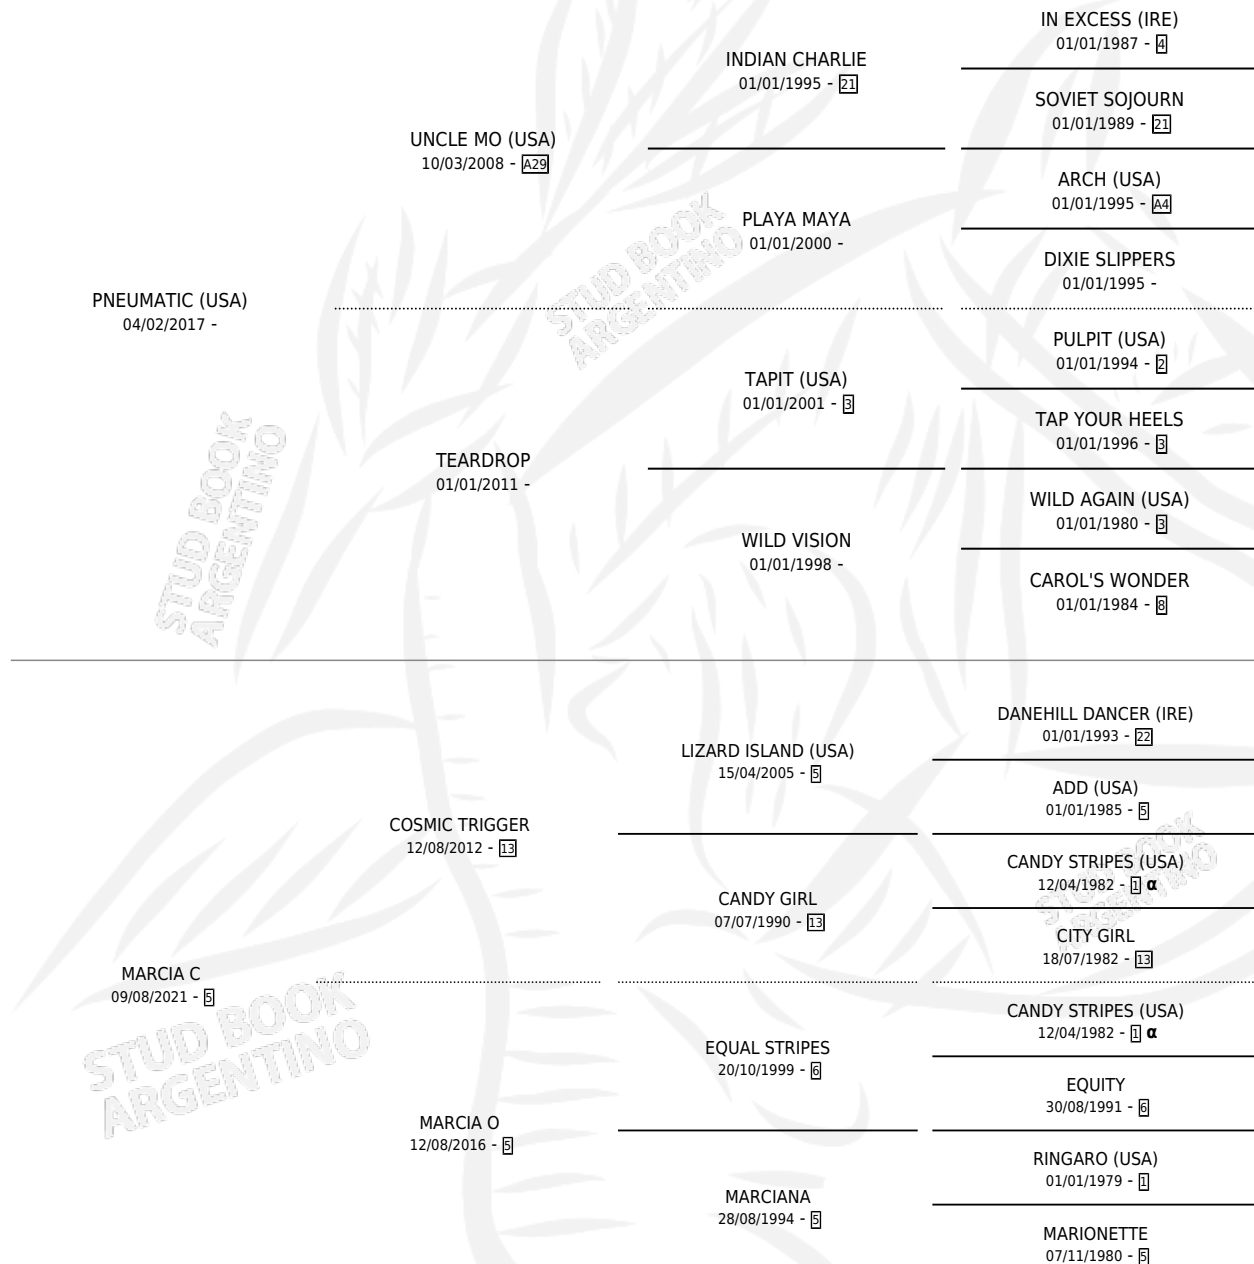 IN EXCESS (IRE)
01/01/1987 - 4
INDIAN CHARLIE
01/01/1995 - 21
SOVIET SOJOURN
01/01/1989 - 21
UNCLE MO (USA)
10/03/2008 - A29
ARCH (USA)
01/01/1995 - A4
PLAYA MAYA
01/01/2000 -
DIXIE SLIPPERS
01/01/1995 -
PNEUMATIC (USA)
04/02/2017 -
PULPIT (USA)
01/01/1994 - 2
TAPIT (USA)
01/01/2001 - 3
TAP YOUR HEELS
01/01/1996 - 3
TEARDROP
01/01/2011 -
WILD AGAIN (USA)
01/01/1980 - 3
WILD VISION
01/01/1998 -
CAROL'S WONDER
01/01/1984 - 8
DANEHILL DANCER (IRE)
01/01/1993 - 22
LIZARD ISLAND (USA)
15/04/2005 - 5
ADD (USA)
01/01/1985 - 5
COSMIC TRIGGER
12/08/2012 - 13
CANDY STRIPES (USA)
12/04/1982 - 1 α
CANDY GIRL
07/07/1990 - 13
CITY GIRL
18/07/1982 - 13
MARCIA C
09/08/2021 - 5
CANDY STRIPES (USA)
12/04/1982 - 1 α
EQUAL STRIPES
20/10/1999 - 6
EQUITY
30/08/1991 - 6
MARCIA O
12/08/2016 - 5
RINGARO (USA)
01/01/1979 - 1
MARCIANA
28/08/1994 - 5
MARIONETTE
07/11/1980 - 5
STUD BOOK
ARGENTINO
STUD BOOK
ARGENTINO
STUD BOOK
ARGENTINO
STUD BOOK
ARGENTINO